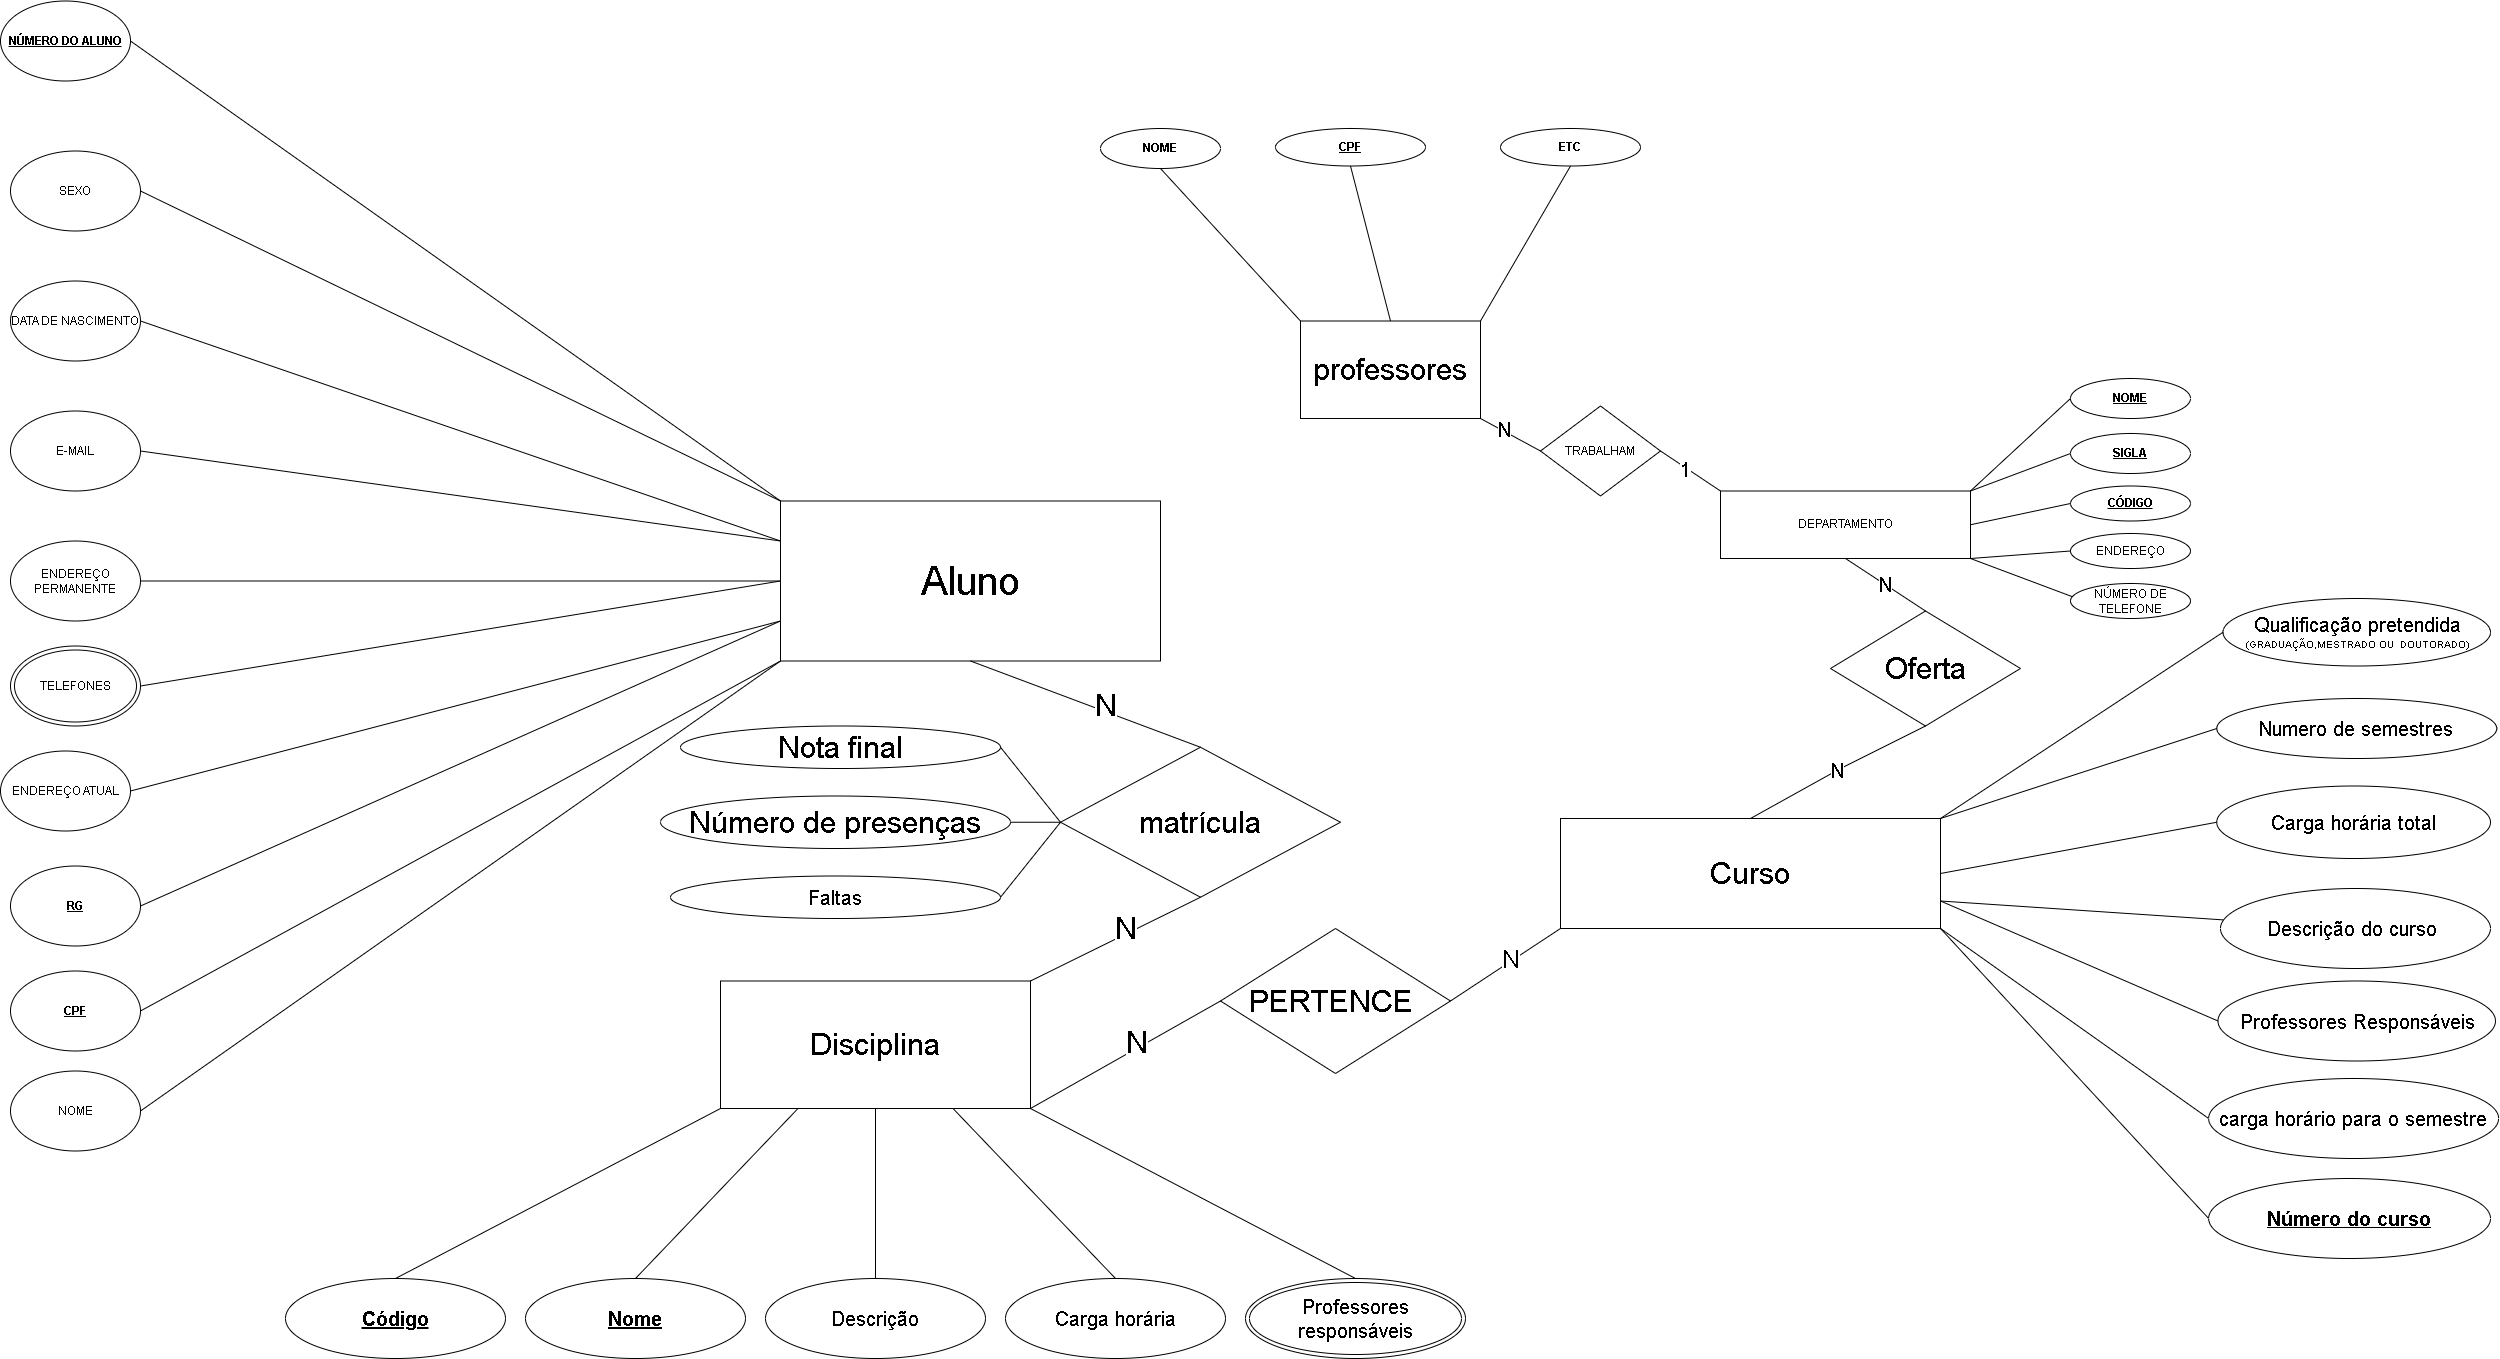 NÚMERO DO ALUNO
SEXO
DATA DE NASCIMENTO
E-MAIL
ENDEREÇO
PERMANENTE
TELEFONES
ENDEREÇO ATUAL
RG
CPF
NOME
Aluno
N
Nota final
Número de presenças
Faltas
matrícula
N
Disciplina
Código
Nome
Descrição
Carga horária
Professores
responsáveis
N
PERTENCE
N
NOME
CPF
ETC
professores
N
TRABALHAM
1
DEPARTAMENTO
NOME
SIGLA
CÓDIGO
ENDEREÇO
NÚMERO DE
TELEFONE
N
Oferta
N
Curso
Qualificação pretendida
(GRADUAÇÃO,MESTRADO OU DOUTORADO)
Numero de semestres
Carga horária total
Descrição do curso
Professores Responsáveis
carga horário para o semestre
Número do curso